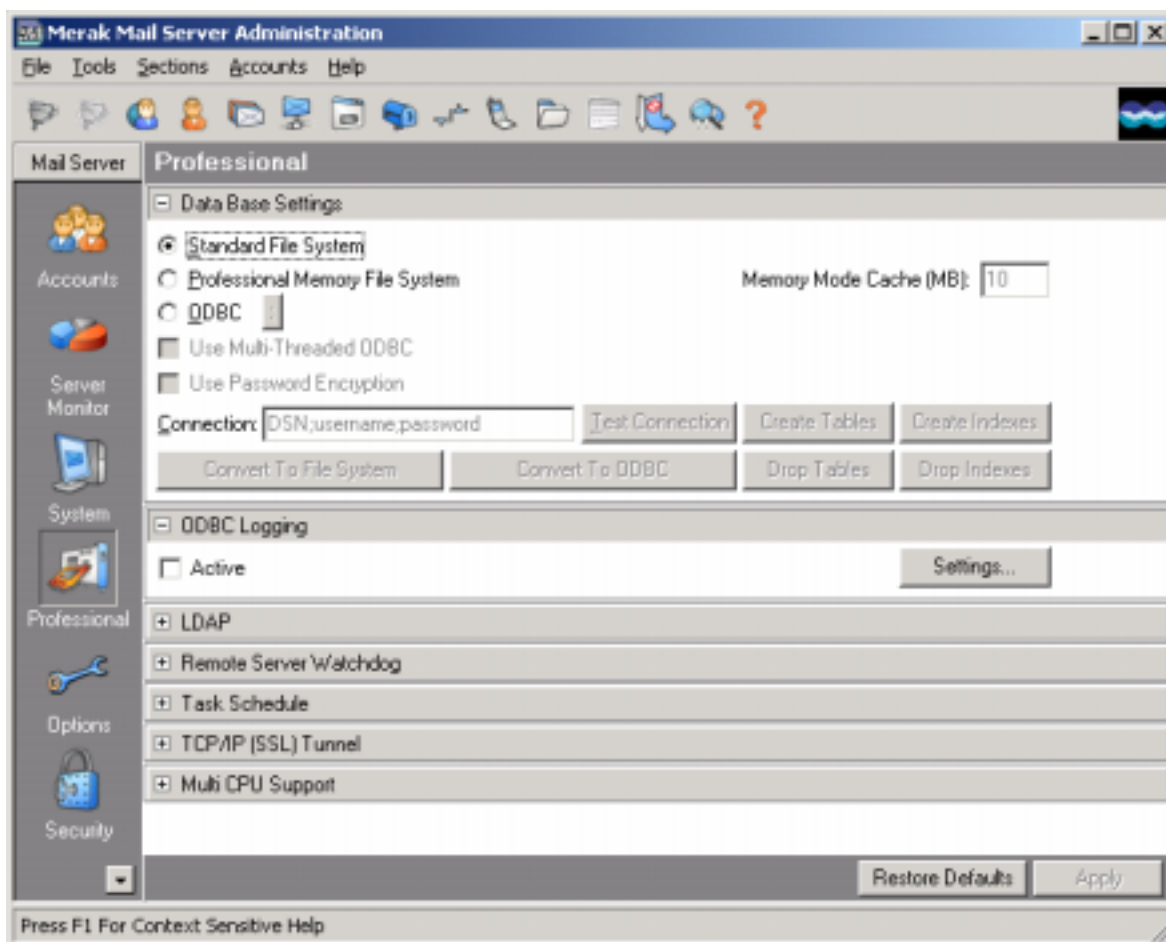 Merak Mail Server Administration
File Tools Sections Accounts Help
Mail Server
Professional
Accounts
Server
Monitor
System
Professional
Options
Security
Data Base Settings
Standard File System
Professional Memory File System
Memory Mode Cache (MB): 10
ODBC :
Use Multi-Threaded ODBC
Use Password Encryption
Connection: DSN;username,password Test Connection Create Tables Create Indexes
Convert To File System Convert To ODBC Drop Tables Drop Indexes
ODBC Logging
Active Settings...
LDAP
Remote Server Watchdog
Task Schedule
TCP/IP (SSL) Tunnel
Multi CPU Support
Restore Defaults Apply
Press F1 For Context Sensitive Help